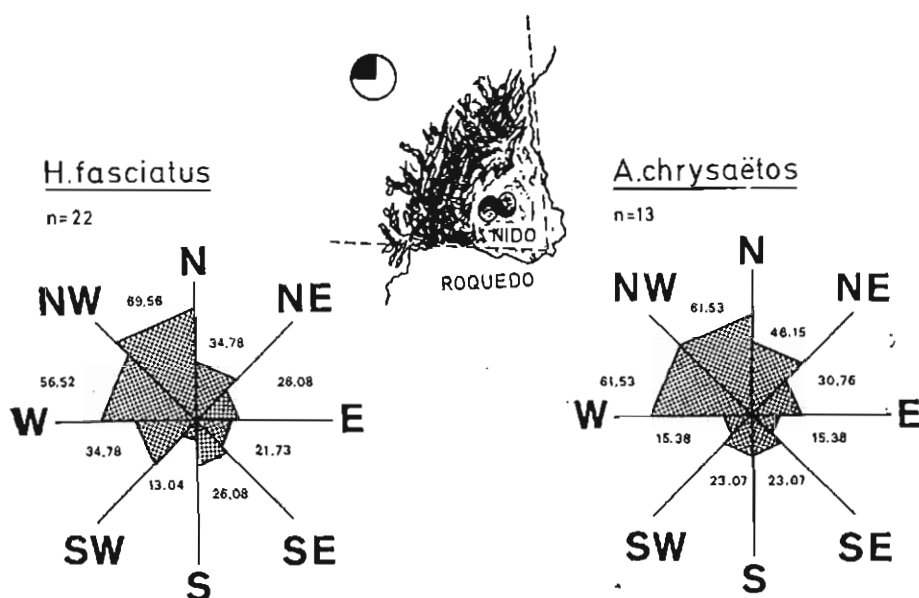 H.fasciatus
n=22
N
NW
NE
W
E
SW
SE
S
69,56
34,78
56,52
26,08
34,78
21,73
13,04
26,08
NIDO
ROQUEDO
A.chrysaëtos
n=13
N
NW
NE
W
E
SW
SE
S
61,53
46,15
61,53
30,76
15,38
15,38
23,07
23,07